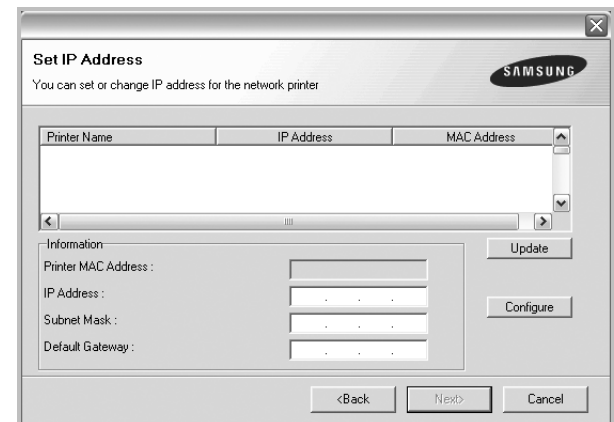 Set IP Address
You can set or change IP address for the network printer
SAMSUNG
Printer Name IP Address MAC Address
Information
Update
Printer MAC Address :
IP Address : . . .
Configure
Subnet Mask : . . .
Default Gateway : . . .
<Back Next> Cancel